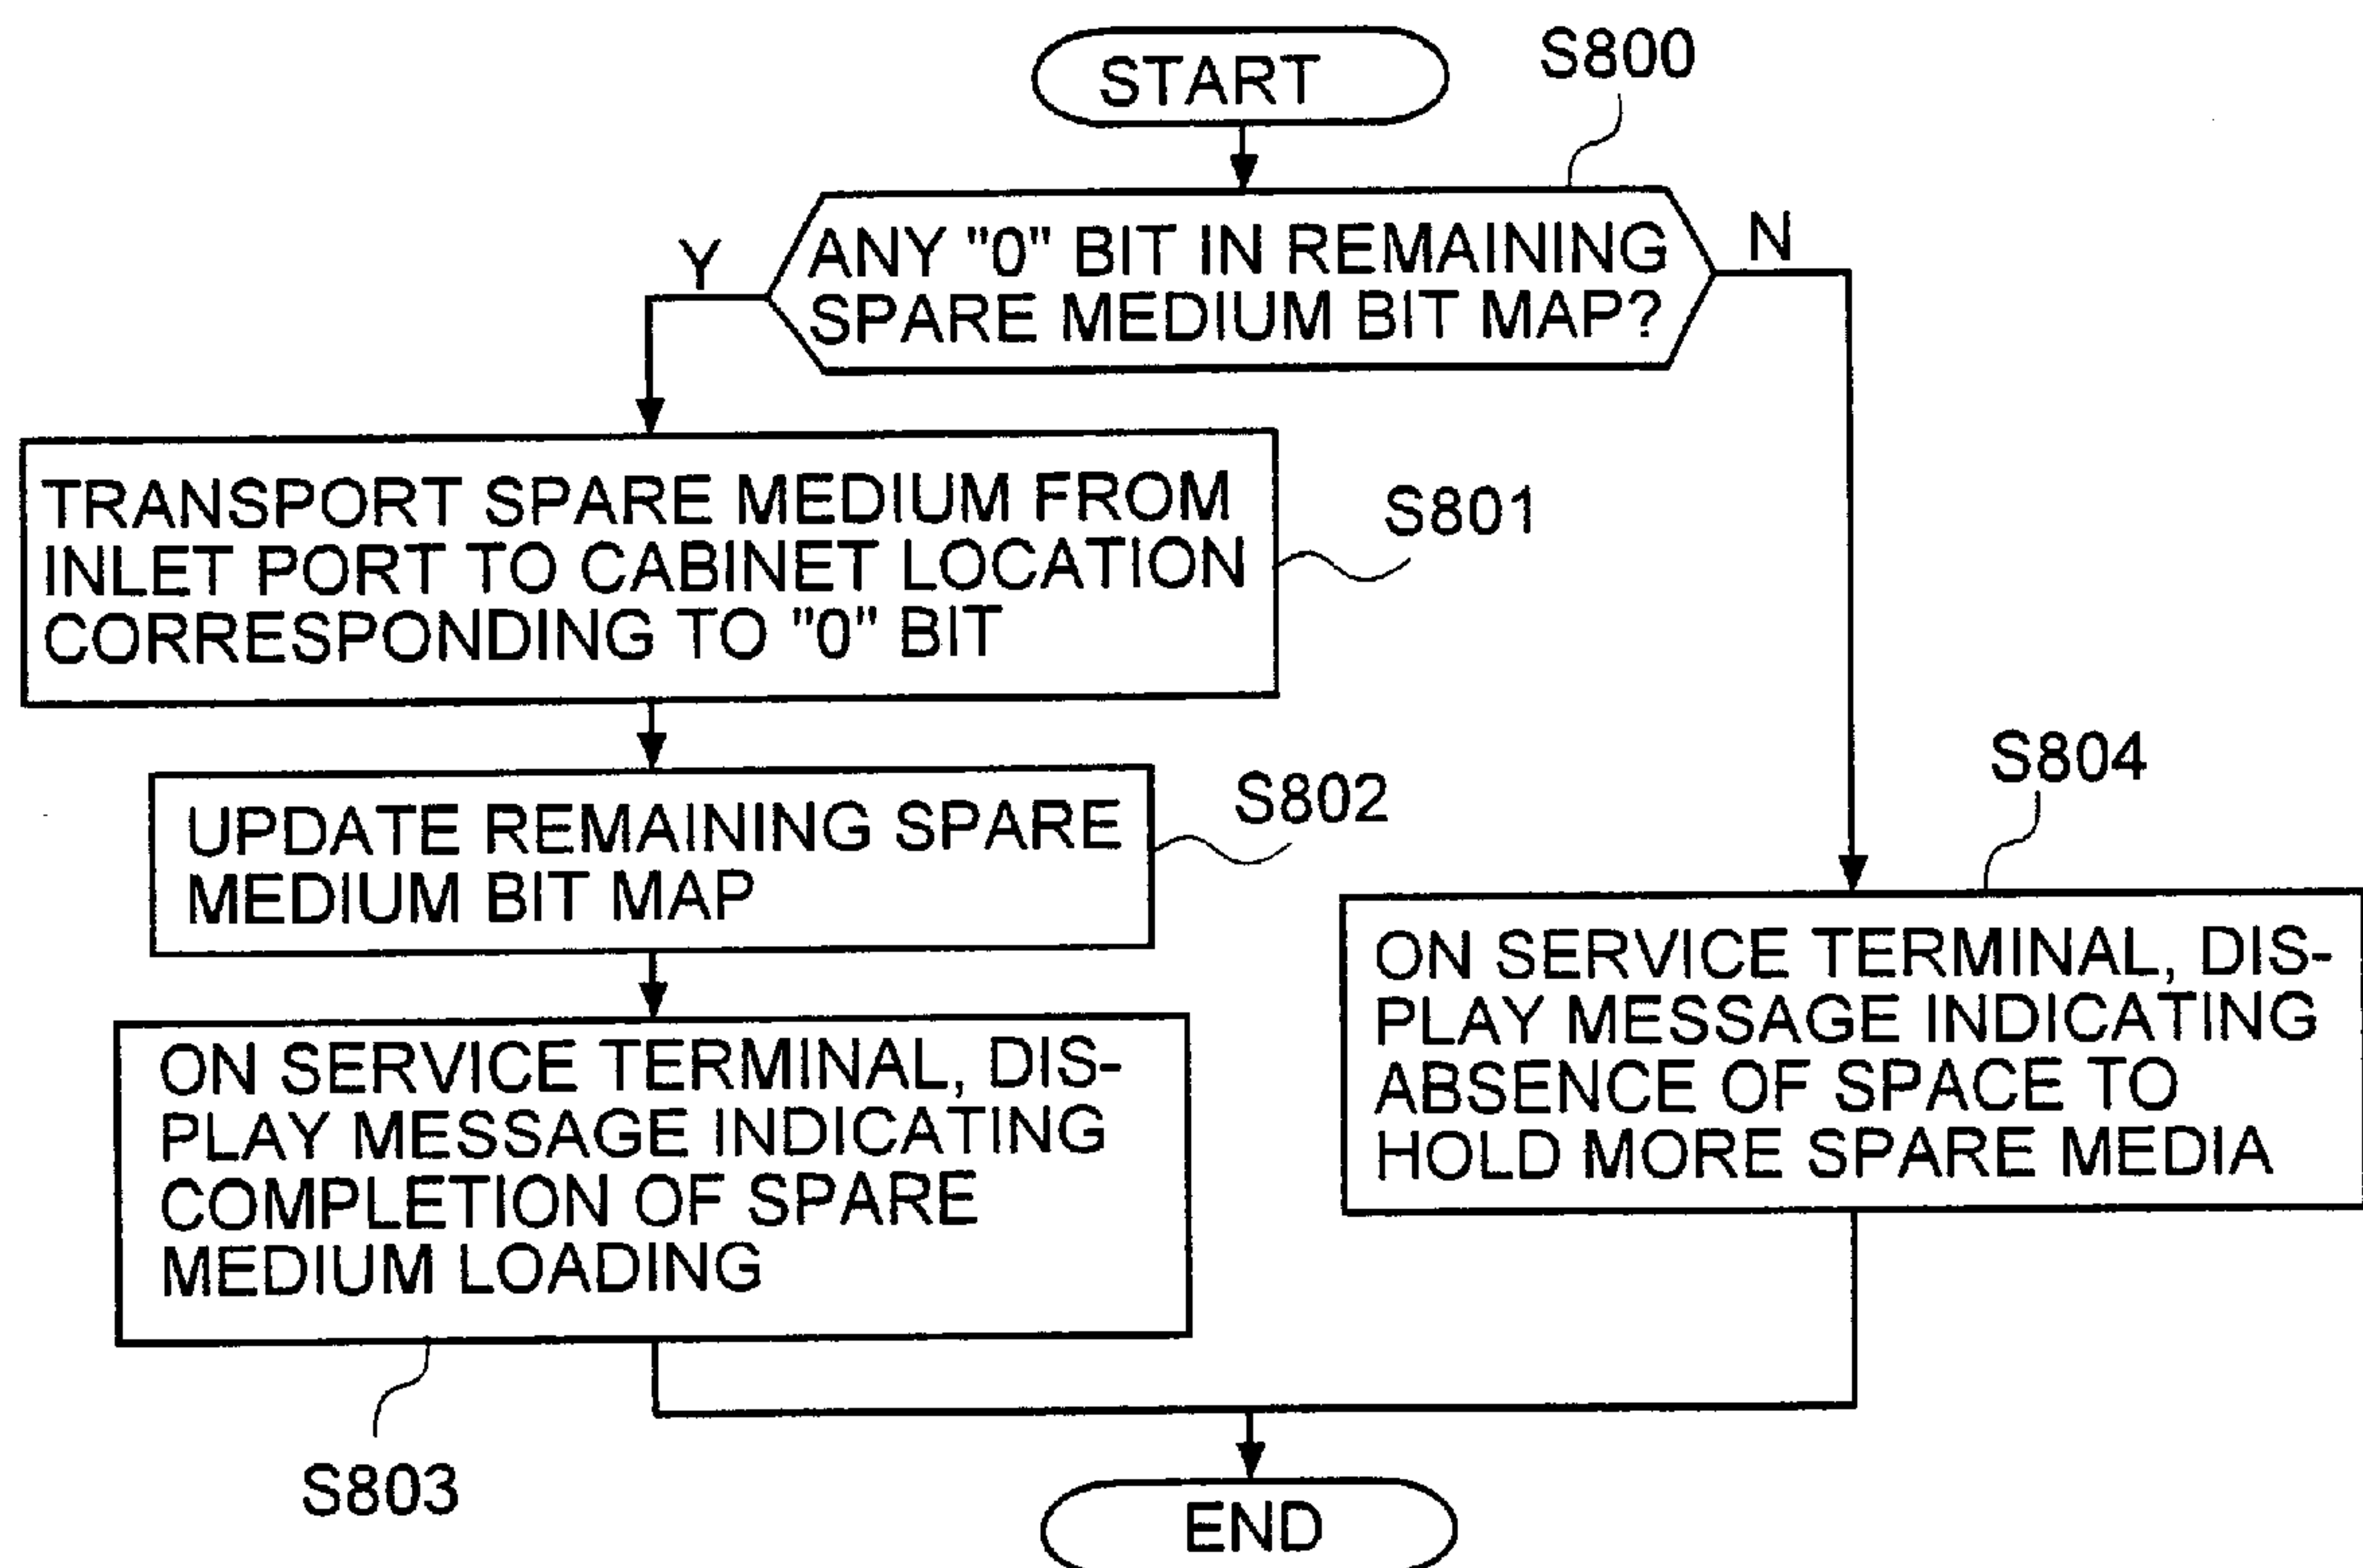 START
S800
ANY "0" BIT IN REMAINING
SPARE MEDIUM BIT MAP?
Y
N
TRANSPORT SPARE MEDIUM FROM
INLET PORT TO CABINET LOCATION
CORRESPONDING TO "0" BIT
S801
UPDATE REMAINING SPARE
MEDIUM BIT MAP
S802
ON SERVICE TERMINAL, DIS-
PLAY MESSAGE INDICATING
COMPLETION OF SPARE
MEDIUM LOADING
S803
S804
ON SERVICE TERMINAL, DIS-
PLAY MESSAGE INDICATING
ABSENCE OF SPACE TO
HOLD MORE SPARE MEDIA
END